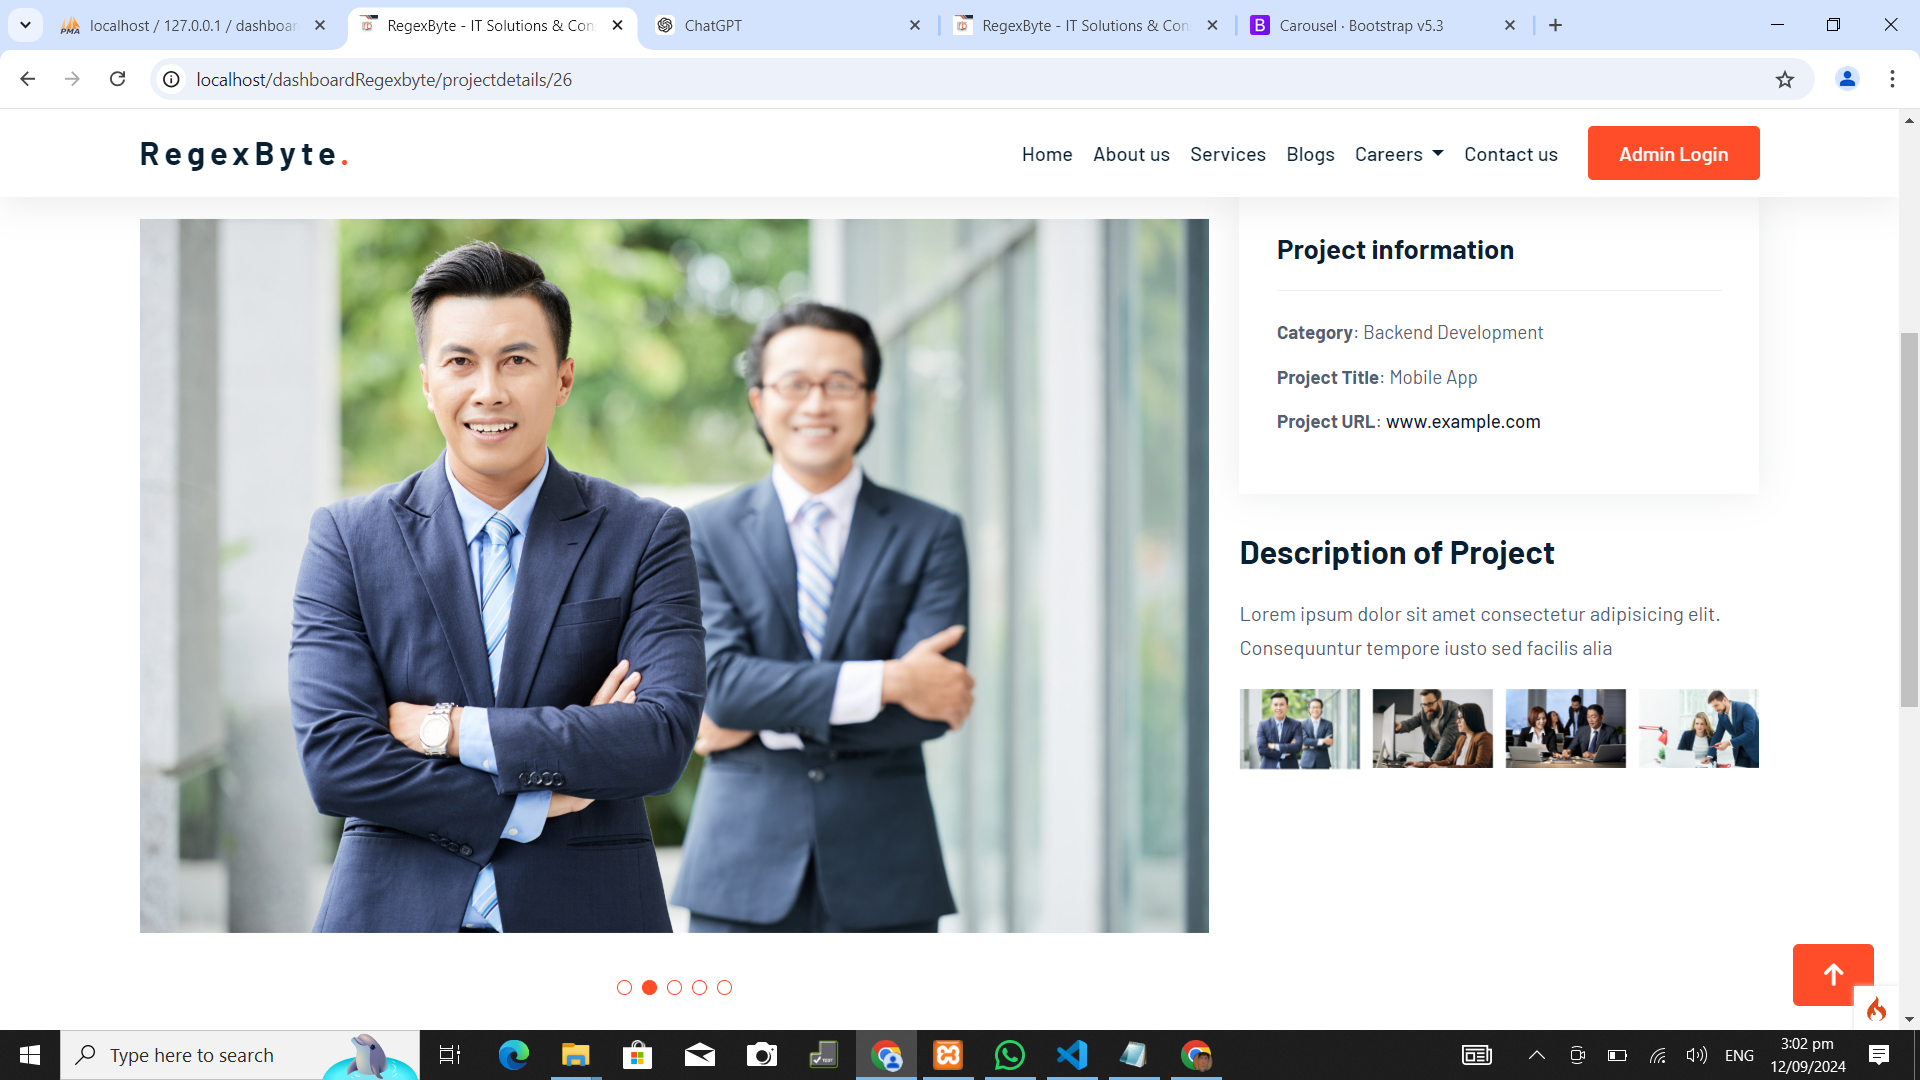 localhost / 127.0.0.1 / dashboar
RegexByte - IT Solutions & Con
ChatGPT
RegexByte - IT Solutions & Con
Carousel · Bootstrap v5.3
localhost/dashboardRegexbyte/projectdetails/26
RegexByte.
Home
About us
Services
Blogs
Careers
Contact us
Admin Login
Project information
Category: Backend Development
Project Title: Mobile App
Project URL: www.example.com
Description of Project
Lorem ipsum dolor sit amet consectetur adipisicing elit.
Consequuntur tempore iusto sed facilis alia
Type here to search
ENG
3:02 pm
12/09/2024